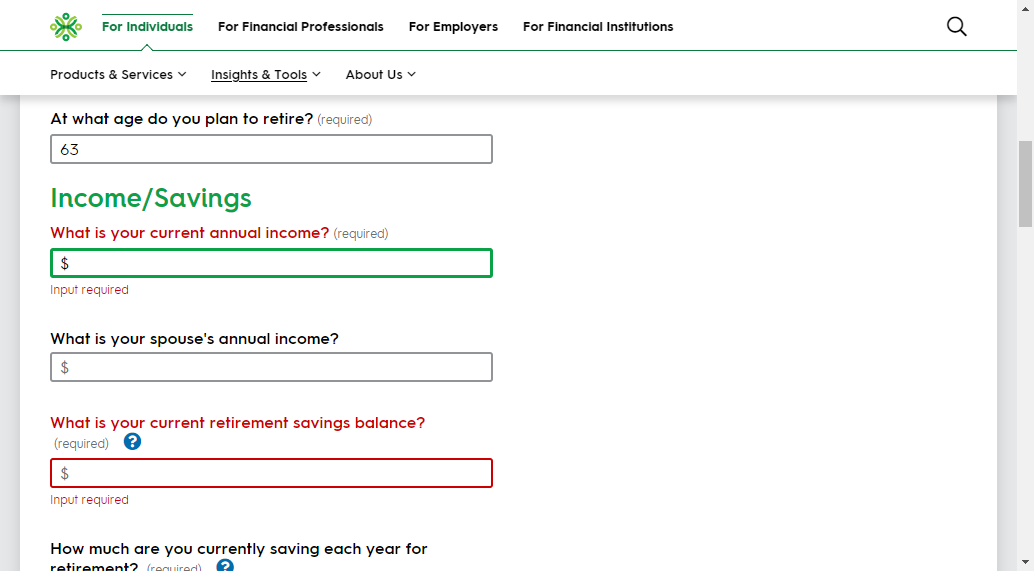 For Individuals For Financial Professionals For Employers For Financial Institutions
Products & Services Insights & Tools About Us
At what age do you plan to retire? (required)
63
Income/Savings
What is your current annual income? (required)
$
Input required
What is your spouse's annual income?
$
What is your current retirement savings balance?
(required) ?
$
Input required
How much are you currently saving each year for
retirement? (required) ?